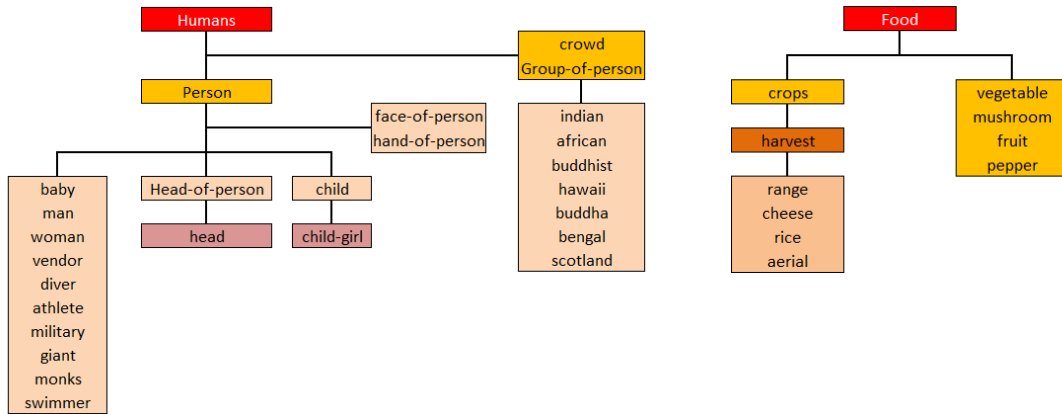 Humans
Food
crowd
Group-of-person
Person
crops
vegetable
mushroom
fruit
pepper
face-of-person
hand-of-person
indian
african
buddhist
hawaii
buddha
bengal
scotland
harvest
baby
man
woman
vendor
diver
athlete
military
giant
monks
swimmer
Head-of-person
head
child
child-girl
range
cheese
rice
aerial